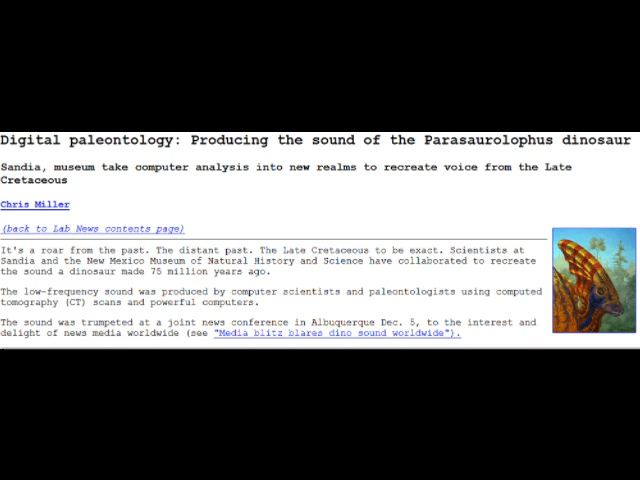 Digital paleontology: Producing the sound of the Parasaurolophus dinosaur
Sandia, museum take computer analysis into new realms to recreate voice from the Late
Cretaceous
Chris Miller
(back to Lab News contents page)
It's a roar from the past. The distant past. The Late Cretaceous to be exact. Scientists at
Sandia and the New Mexico Museum of Natural History and Science have collaborated to recreate
the sound a dinosaur made 75 million years ago.
The low-frequency sound was produced by computer scientists and paleontologists using computed
tomography (CT) scans and powerful computers.
The sound was trumpeted at a joint news conference in Albuquerque Dec. 5, to the interest and
delight of news media worldwide (see "Media blitz blares dino sound worldwide").